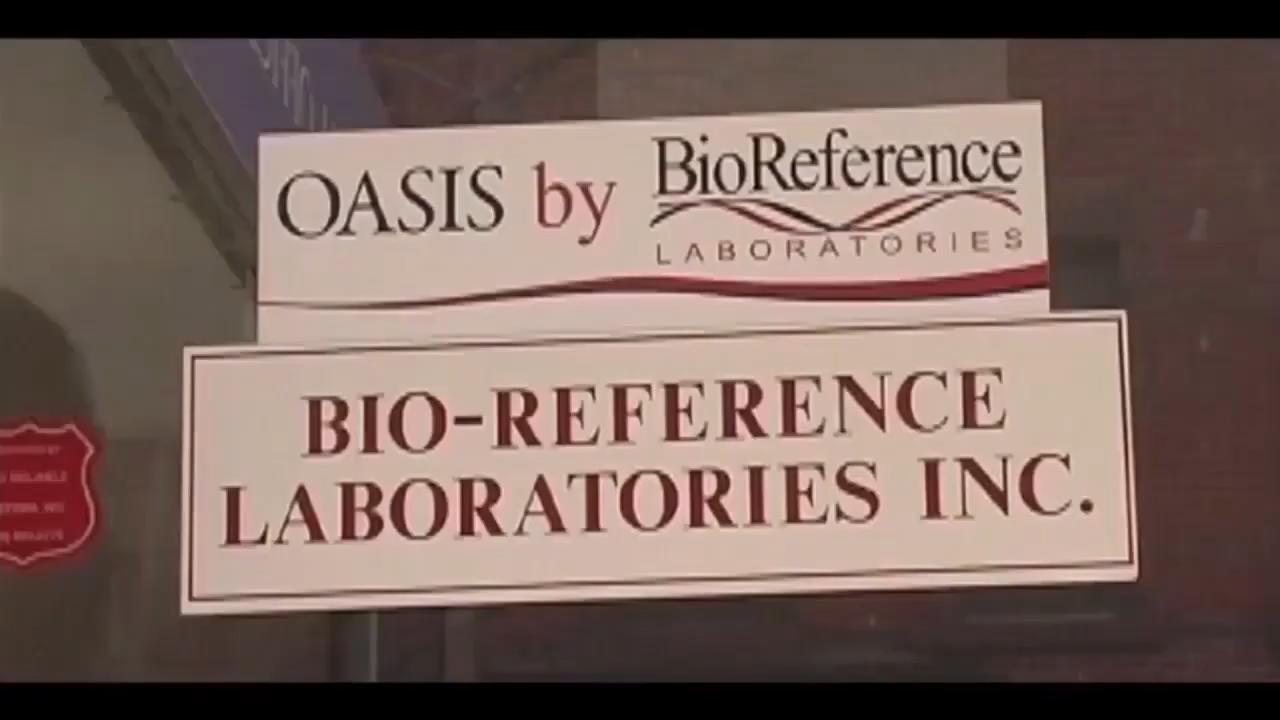 OASIS by BioReference
LABORATORIES
BIO-REFERENCE
LABORATORIES INC.